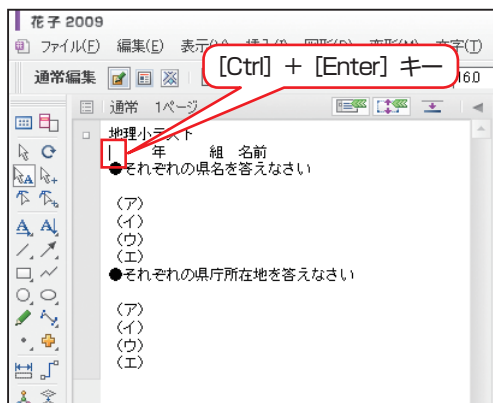 花子 2009
ファイル(F) 編集(E)
[Ctrl] + [Enter] キー
通常編集
160
通常 1ページ
地理小テスト
年 組 名前
●それぞれの県名を答えなさい
(ア)
(イ)
(ウ)
(エ)
●それぞれの県庁所在地を答えなさい
(ア)
(イ)
(ウ)
(エ)